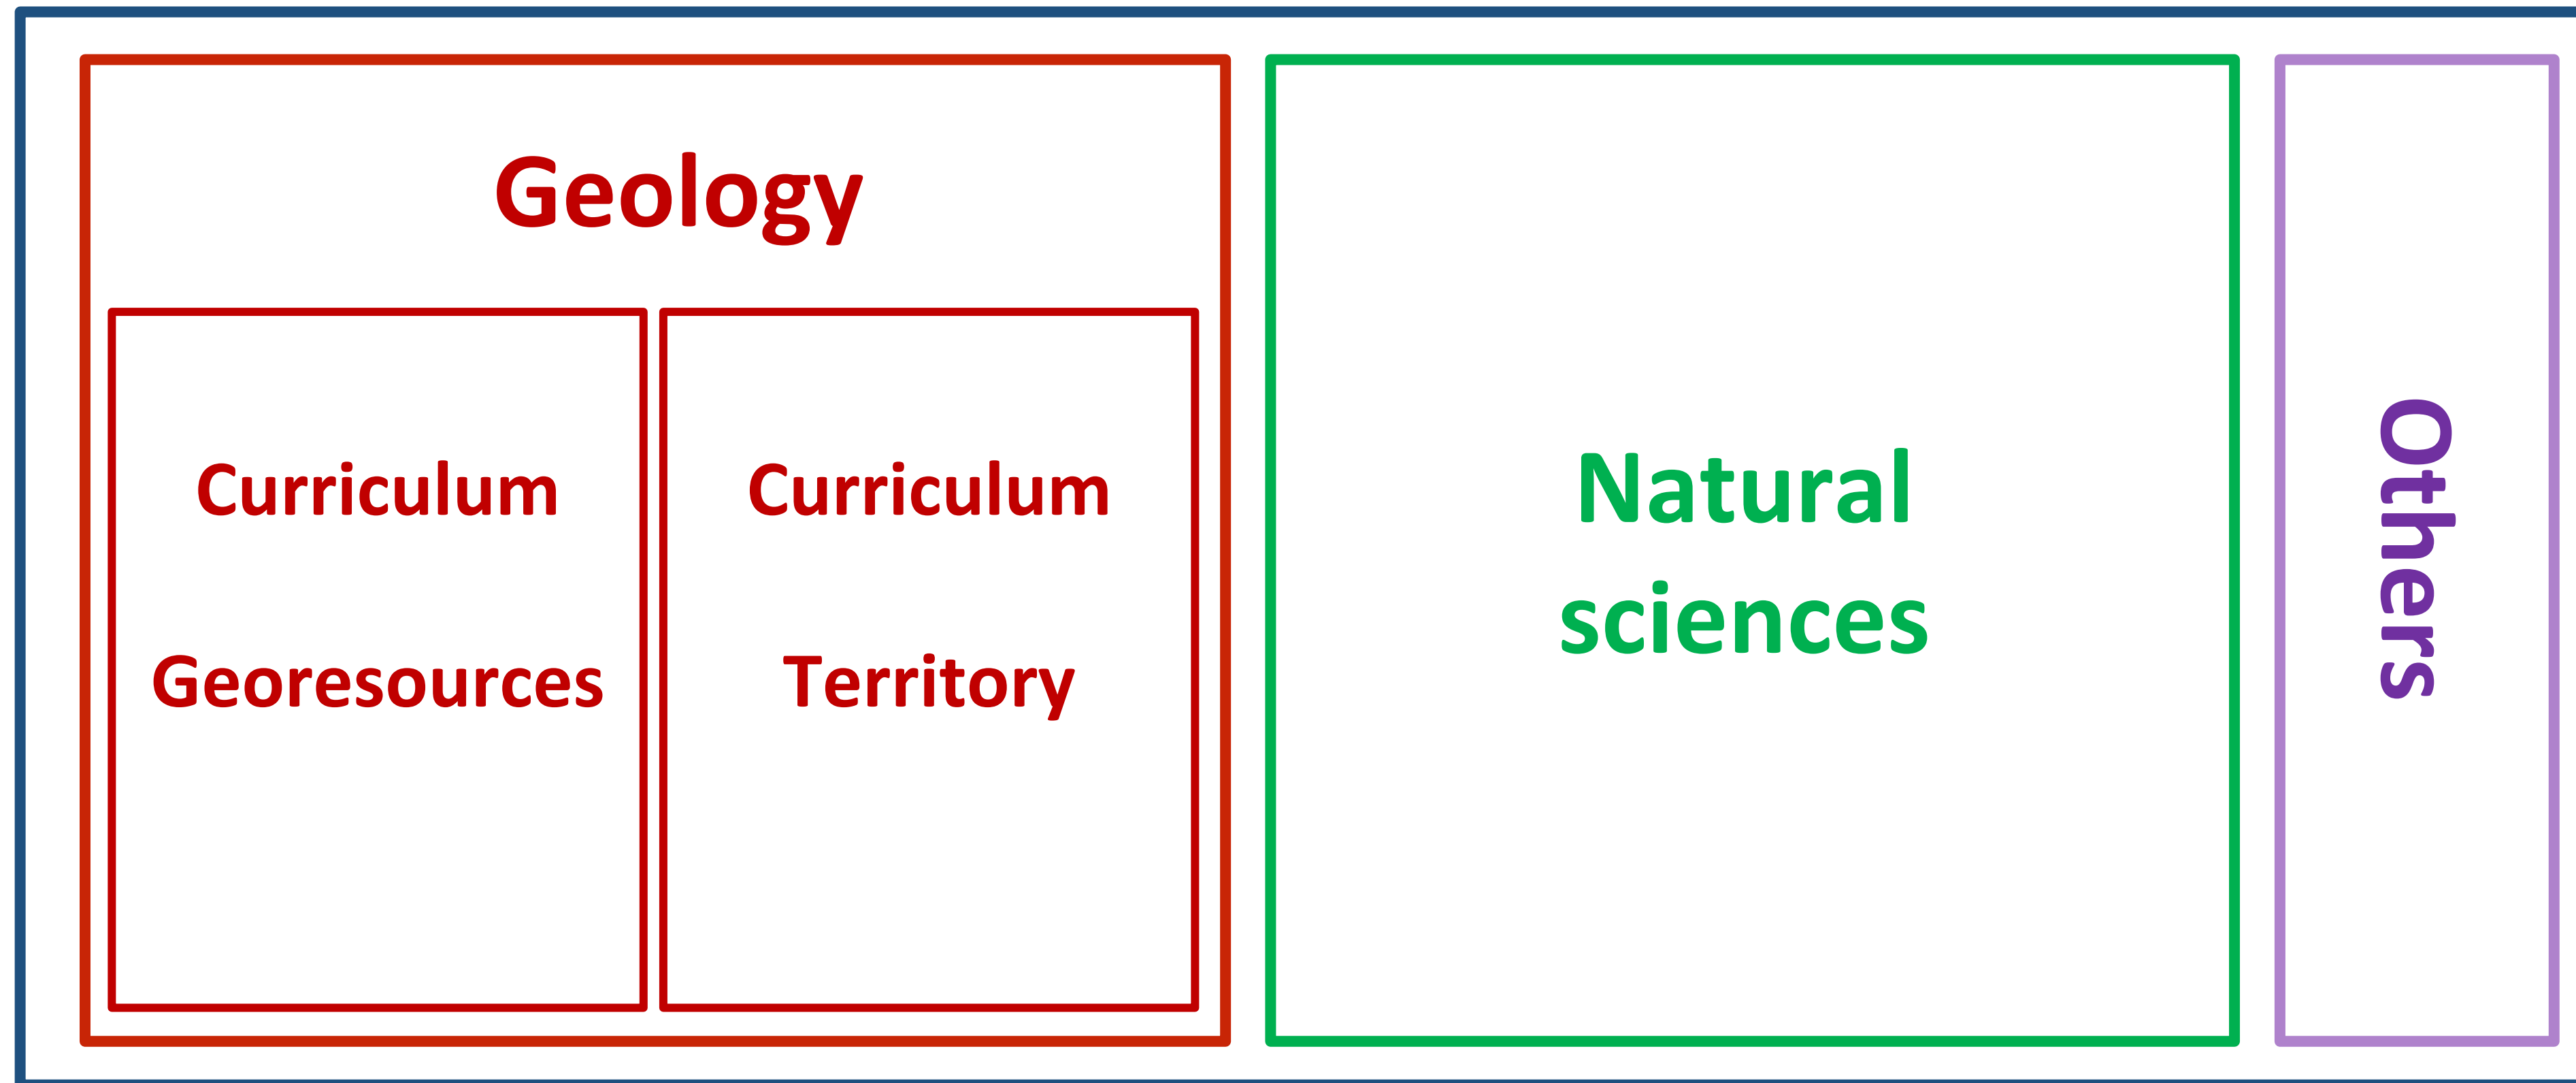 Geology
Curriculum
Georesources
Curriculum
Territory
Natural
sciences
Others